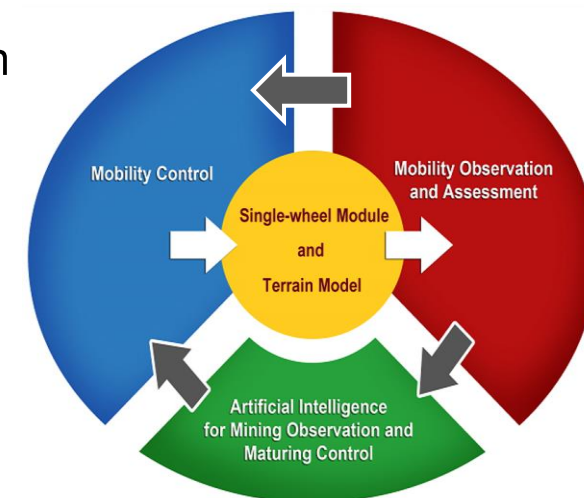 n
Mobility Control
Mobility Observation
and Assessment
Single-wheel Module
and
Terrain Model
Artificial Intelligence
for Mining Observation and
Maturing Control